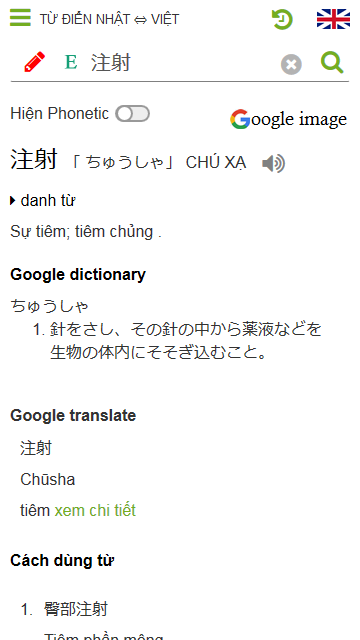 TỪ ĐIỂN NHẬT ⇔ VIỆT
E 注射
Hiện Phonetic
Google image
注射 「 ちゅうしゃ」 CHÚ XẠ
danh từ
Sự tiêm; tiêm chủng .
Google dictionary
ちゅうしゃ
1. 針をさし、その針の中から薬液などを
生物の体内にそそぎ込むこと。
Google translate
注射
Chūsha
tiêm xem chi tiết
Cách dùng từ
1. 臀部注射
Tiêm phần mông